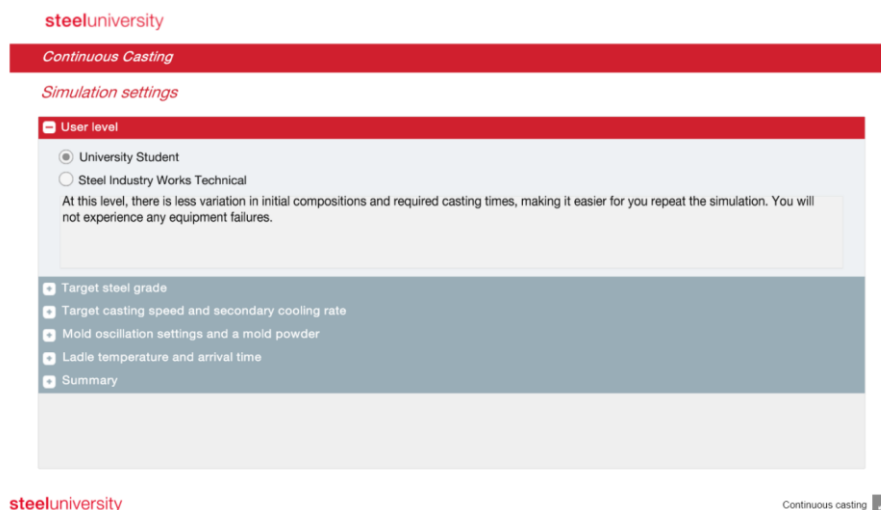 steeluniversity
Continuous Casting
Simulation settings
User level
University Student
Steel Industry Works Technical
At this level, there is less variation in initial compositions and required casting times, making it easier for you repeat the simulation. You will
not experience any equipment failures.
Target steel grade
Target casting speed and secondary cooling rate
Mold oscillation settings and a mold powder
Ladle temperature and arrival time
Summary
steeluniversity
Continuous casting